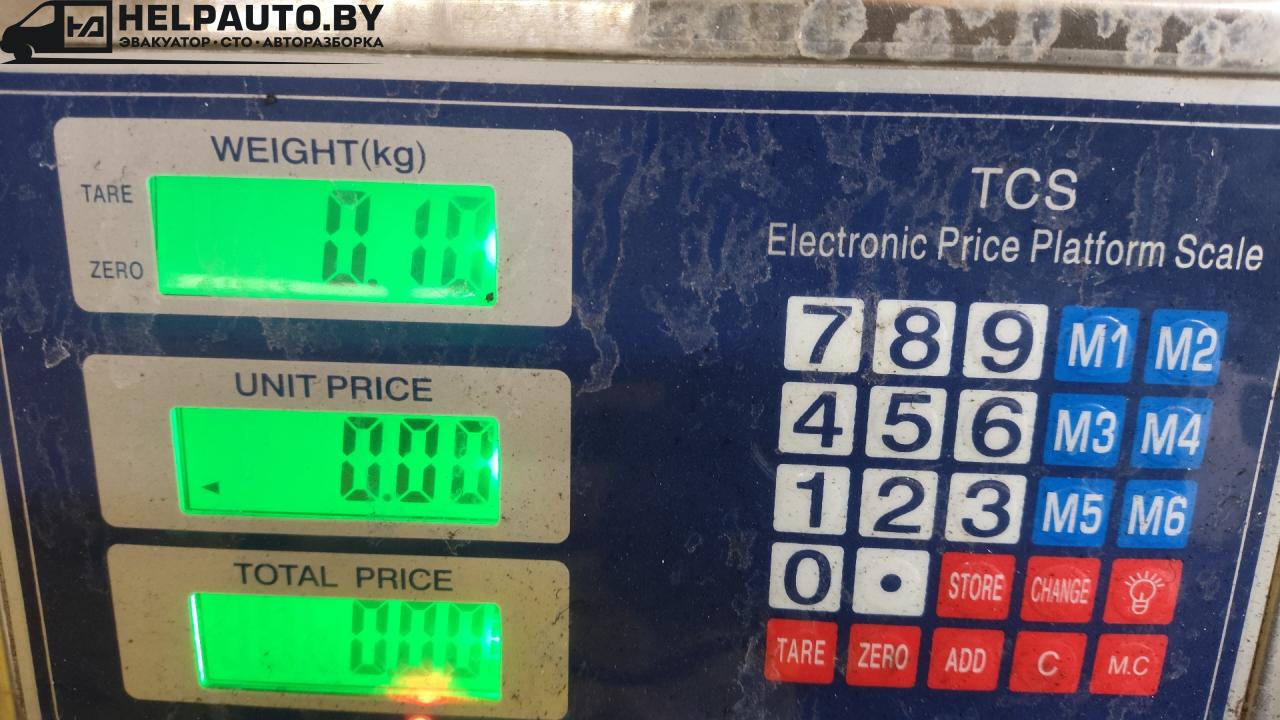 HELPAUTO.BY
ЭВАКУАТОР • СТО • АВТОРАЗБОРКА
WEIGHT(kg)
TARE
ZERO
0.10
UNIT PRICE
0.00
TOTAL PRICE
000
TCS
Electronic Price Platform Scale
7 8 9 M1 M2
4 5 6 M3 M4
1 2 3 M5 M6
0 • STORE CHANGE
TARE ZERO ADD C M.C